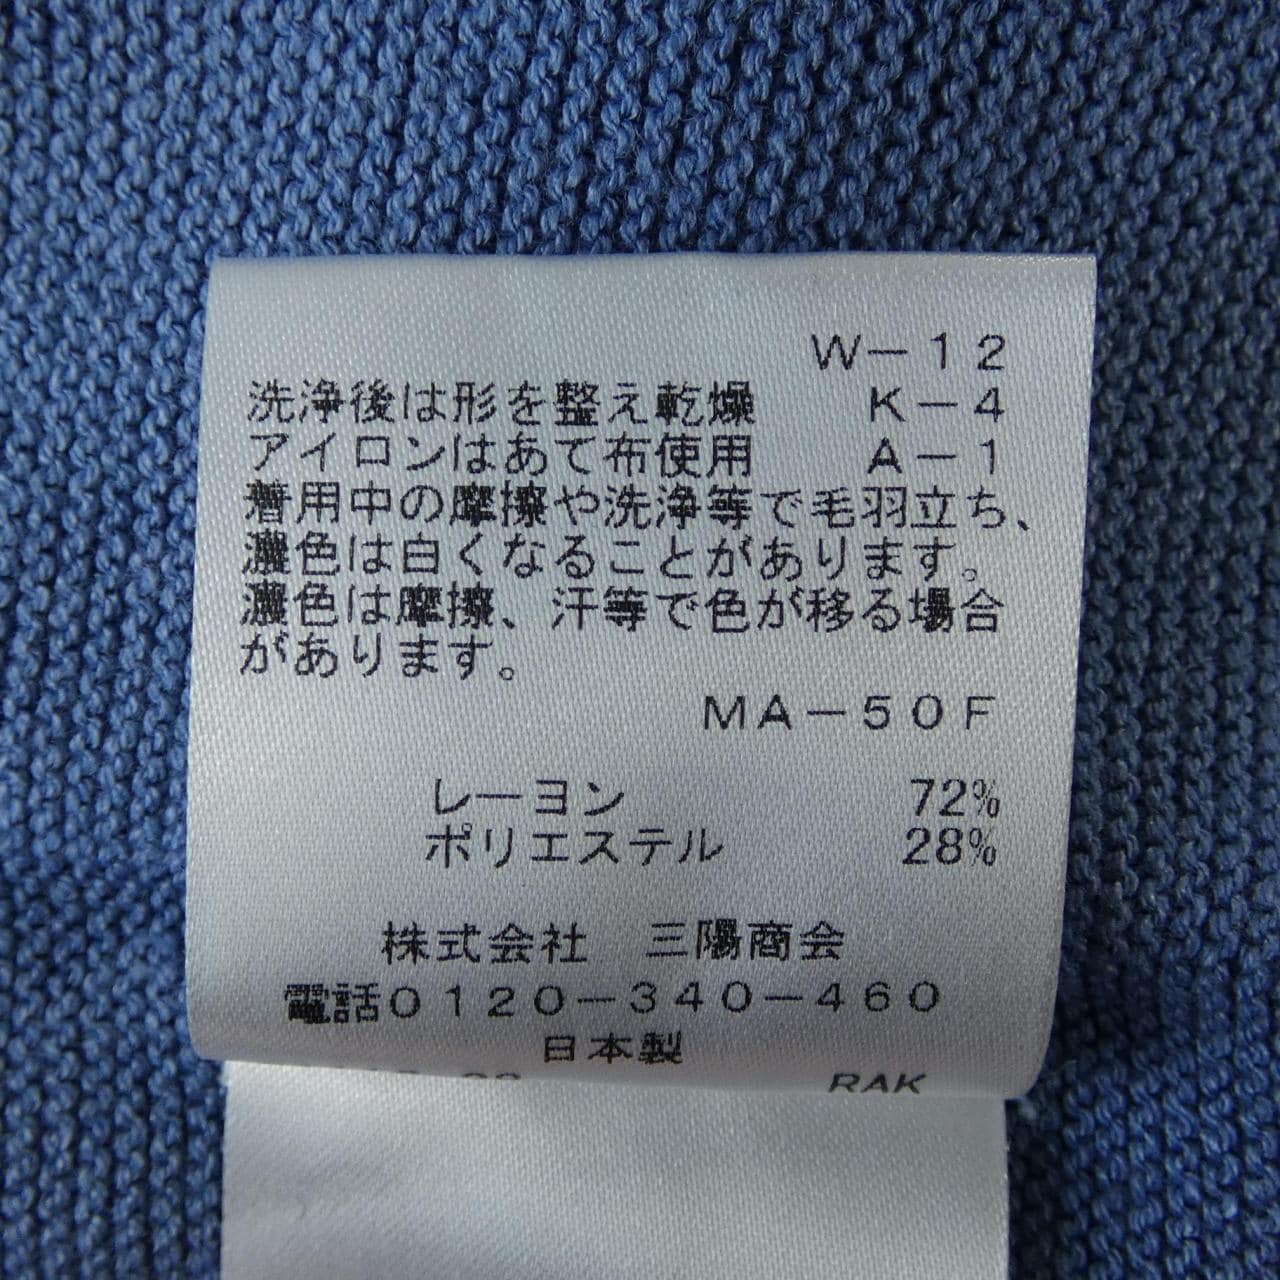 W－12
洗浄後は形を整え乾燥　K－4
アイロンはあて布使用　A－1
着用中の摩擦や洗浄等で毛羽立ち、
濃色は白くなることがあります。
濃色は摩擦、汗等で色が移る場合
があります。
MA－50F
レーヨン　72%
ポリエステル　28%
株式会社　三陽商会
電話0120－340－460
日本製
RAK